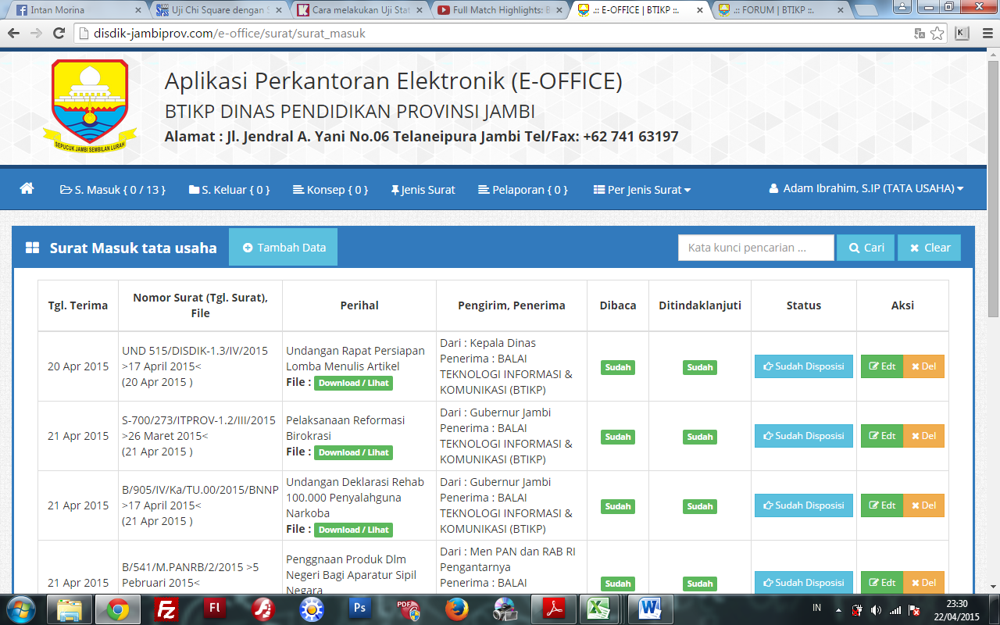 Intan Morina
Uji Chi Square dengan S
Cara melakukan Uji Stat
Full Match Highlights: B
.:: E-OFFICE | BTIKP ::.
.:: FORUM | BTIKP ::.
disdik-jambiprov.com/e-office/surat/surat_masuk
SEPUCUK JAMBI SEMBILAN LURAH
Aplikasi Perkantoran Elektronik (E-OFFICE)
BTIKP DINAS PENDIDIKAN PROVINSI JAMBI
Alamat : Jl. Jendral A. Yani No.06 Telaneipura Jambi Tel/Fax: +62 741 63197
S. Masuk { 0 / 13 } S. Keluar { 0 } Konsep { 0 } Jenis Surat Pelaporan { 0 } Per Jenis Surat Adam Ibrahim, S.IP (TATA USAHA)
Surat Masuk tata usaha Tambah Data Kata kunci pencarian ... Cari Clear
Tgl. Terima
Nomor Surat (Tgl. Surat),
File
Perihal
Pengirim, Penerima
Dibaca
Ditindaklanjuti
Status
Aksi
20 Apr 2015
UND 515/DISDIK-1.3/IV/2015
>17 April 2015<
(20 Apr 2015 )
Undangan Rapat Persiapan
Lomba Menulis Artikel
File : Download / Lihat
Dari : Kepala Dinas
Penerima : BALAI
TEKNOLOGI INFORMASI &
KOMUNIKASI (BTIKP)
Sudah
Sudah
Sudah Disposisi
Edt
Del
21 Apr 2015
S-700/273/ITPROV-1.2/III/2015
>26 Maret 2015<
(21 Apr 2015 )
Pelaksanaan Reformasi
Birokrasi
File : Download / Lihat
Dari : Gubernur Jambi
Penerima : BALAI
TEKNOLOGI INFORMASI &
KOMUNIKASI (BTIKP)
Sudah
Sudah
Sudah Disposisi
Edt
Del
21 Apr 2015
B/905/IV/Ka/TU.00/2015/BNNP
>17 April 2015<
(21 Apr 2015 )
Undangan Deklarasi Rehab
100.000 Penyalahguna
Narkoba
File : Download / Lihat
Dari : Gubernur Jambi
Penerima : BALAI
TEKNOLOGI INFORMASI &
KOMUNIKASI (BTIKP)
Sudah
Sudah
Sudah Disposisi
Edt
Del
21 Apr 2015
B/541/M.PANRB/2/2015 >5
Pebruari 2015<
Penggnaan Produk Dlm
Negeri Bagi Aparatur Sipil
Negara
Dari : Men PAN dan RAB RI
Pengantarnya
Penerima : BALAI
Sudah
Sudah
Sudah Disposisi
Edt
Del
Fz
Fl
Ps
PDF
W
IN
23:30
22/04/2015